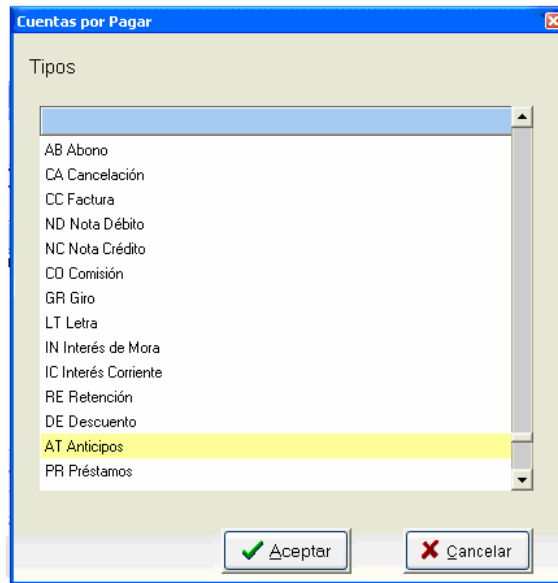 Cuentas por Pagar
Tipos
AB Abono
CA Cancelación
CC Factura
ND Nota Débito
NC Nota Crédito
CO Comisión
GR Giro
LT Letra
IN Interés de Mora
IC Interés Corriente
RE Retención
DE Descuento
AT Anticipos
PR Préstamos
Aceptar
Cancelar